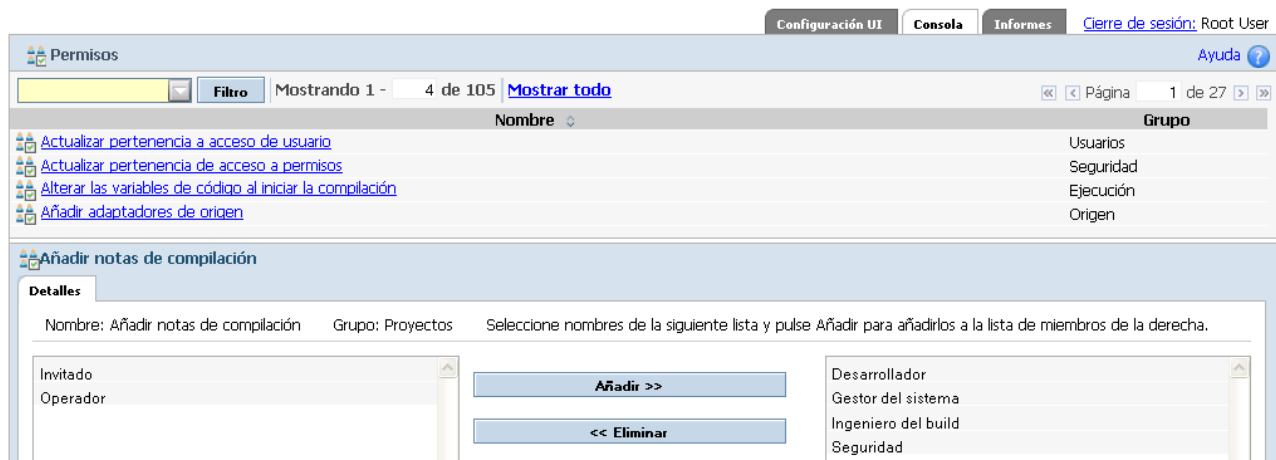 Configuración UI Consola Informes Cierre de sesión: Root User
Permisos Ayuda
Filtro Mostrando 1 - 4 de 105 Mostrar todo Página 1 de 27
Nombre Grupo
Actualizar pertenencia a acceso de usuario Usuarios
Actualizar pertenencia de acceso a permisos Seguridad
Alterar las variables de código al iniciar la compilación Ejecución
Añadir adaptadores de origen Origen
Añadir notas de compilación
Detalles
Nombre: Añadir notas de compilación Grupo: Proyectos Seleccione nombres de la siguiente lista y pulse Añadir para añadirlos a la lista de miembros de la derecha.
Invitado Añadir >> Desarrollador
Operador Gestor del sistema
<< Eliminar Ingeniero del build
Seguridad